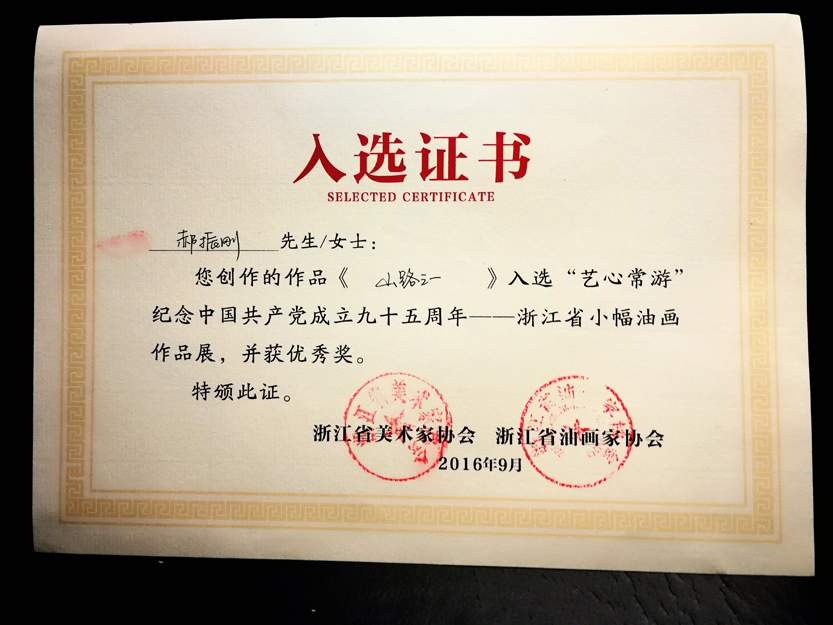 入选证书
SELECTED CERTIFICATE
郝振刚 先生/女士：
您创作的作品《 山路之一 》入选“艺心常游”
纪念中国共产党成立九十五周年——浙江省小幅油画
作品展，并获优秀奖。
特颁此证。
浙江省美术家协会 浙江省油画家协会
2016年9月